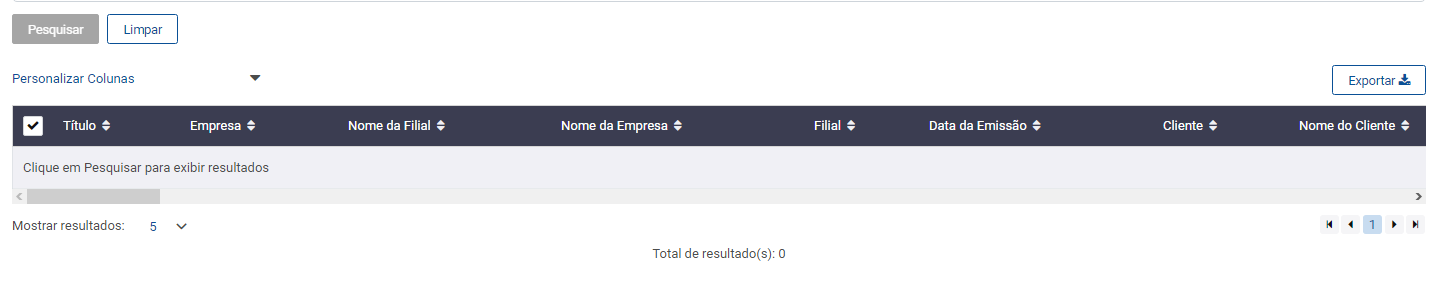 Pesquisar Limpar
Personalizar Colunas Exportar
Título Empresa Nome da Filial Nome da Empresa Filial Data da Emissão Cliente Nome do Cliente
Clique em Pesquisar para exibir resultados
Mostrar resultados: 5 1
Total de resultado(s): 0